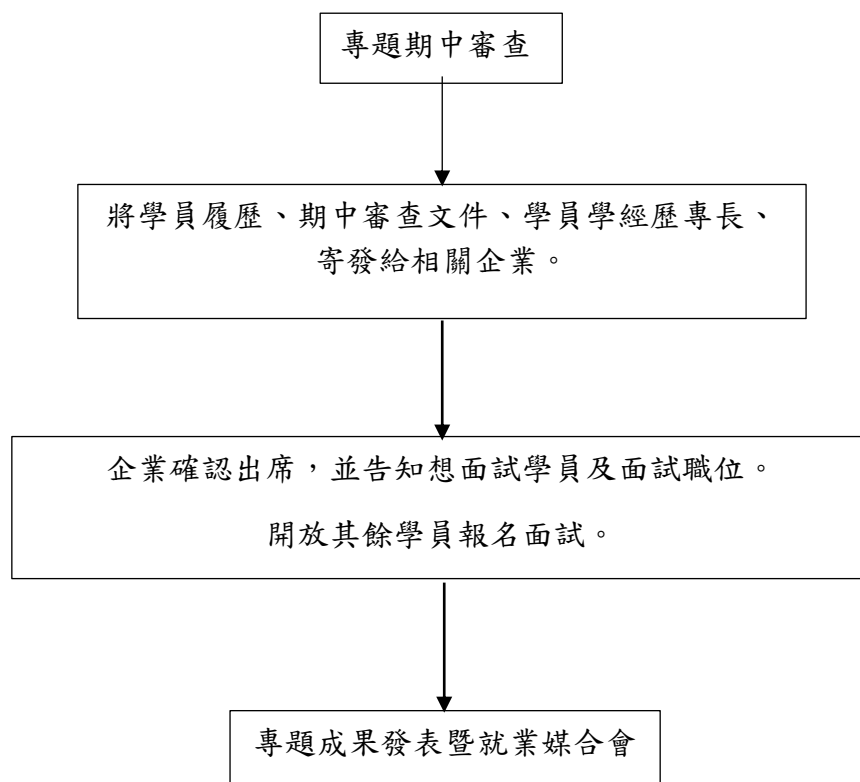 專題期中審查
將學員履歷、期中審查文件、學員學經歷專長、
寄發給相關企業。
企業確認出席，並告知想面試學員及面試職位。
開放其餘學員報名面試。
專題成果發表暨就業媒合會